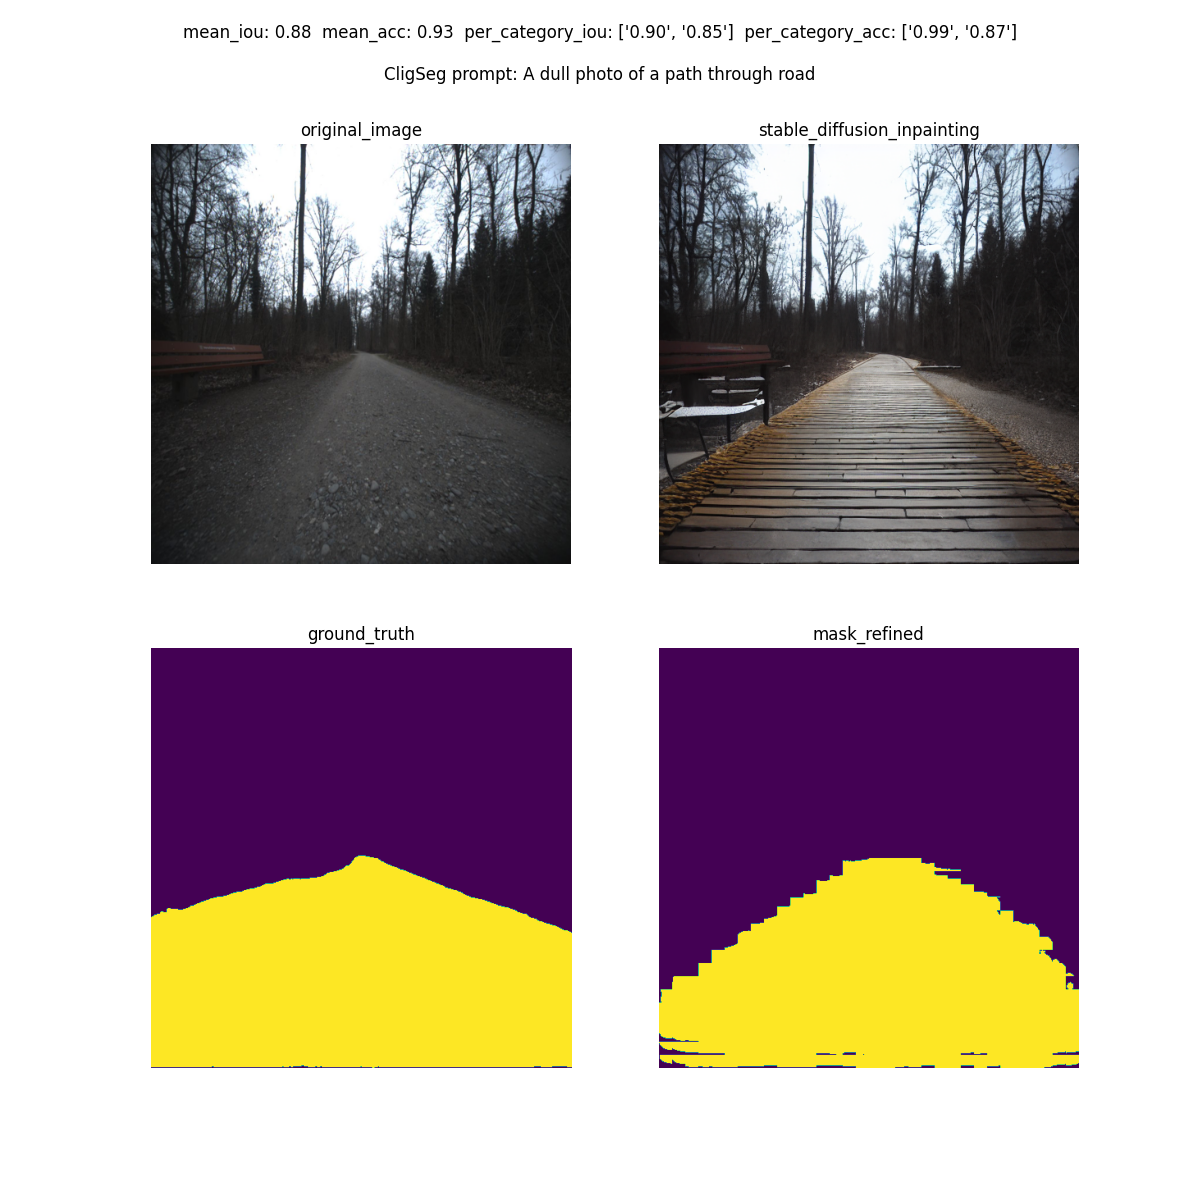 mean_iou: 0.88  mean_acc: 0.93  per_category_iou: ['0.90', '0.85']  per_category_acc: ['0.99', '0.87']
CligSeg prompt: A dull photo of a path through road
original_image
stable_diffusion_inpainting
ground_truth
mask_refined